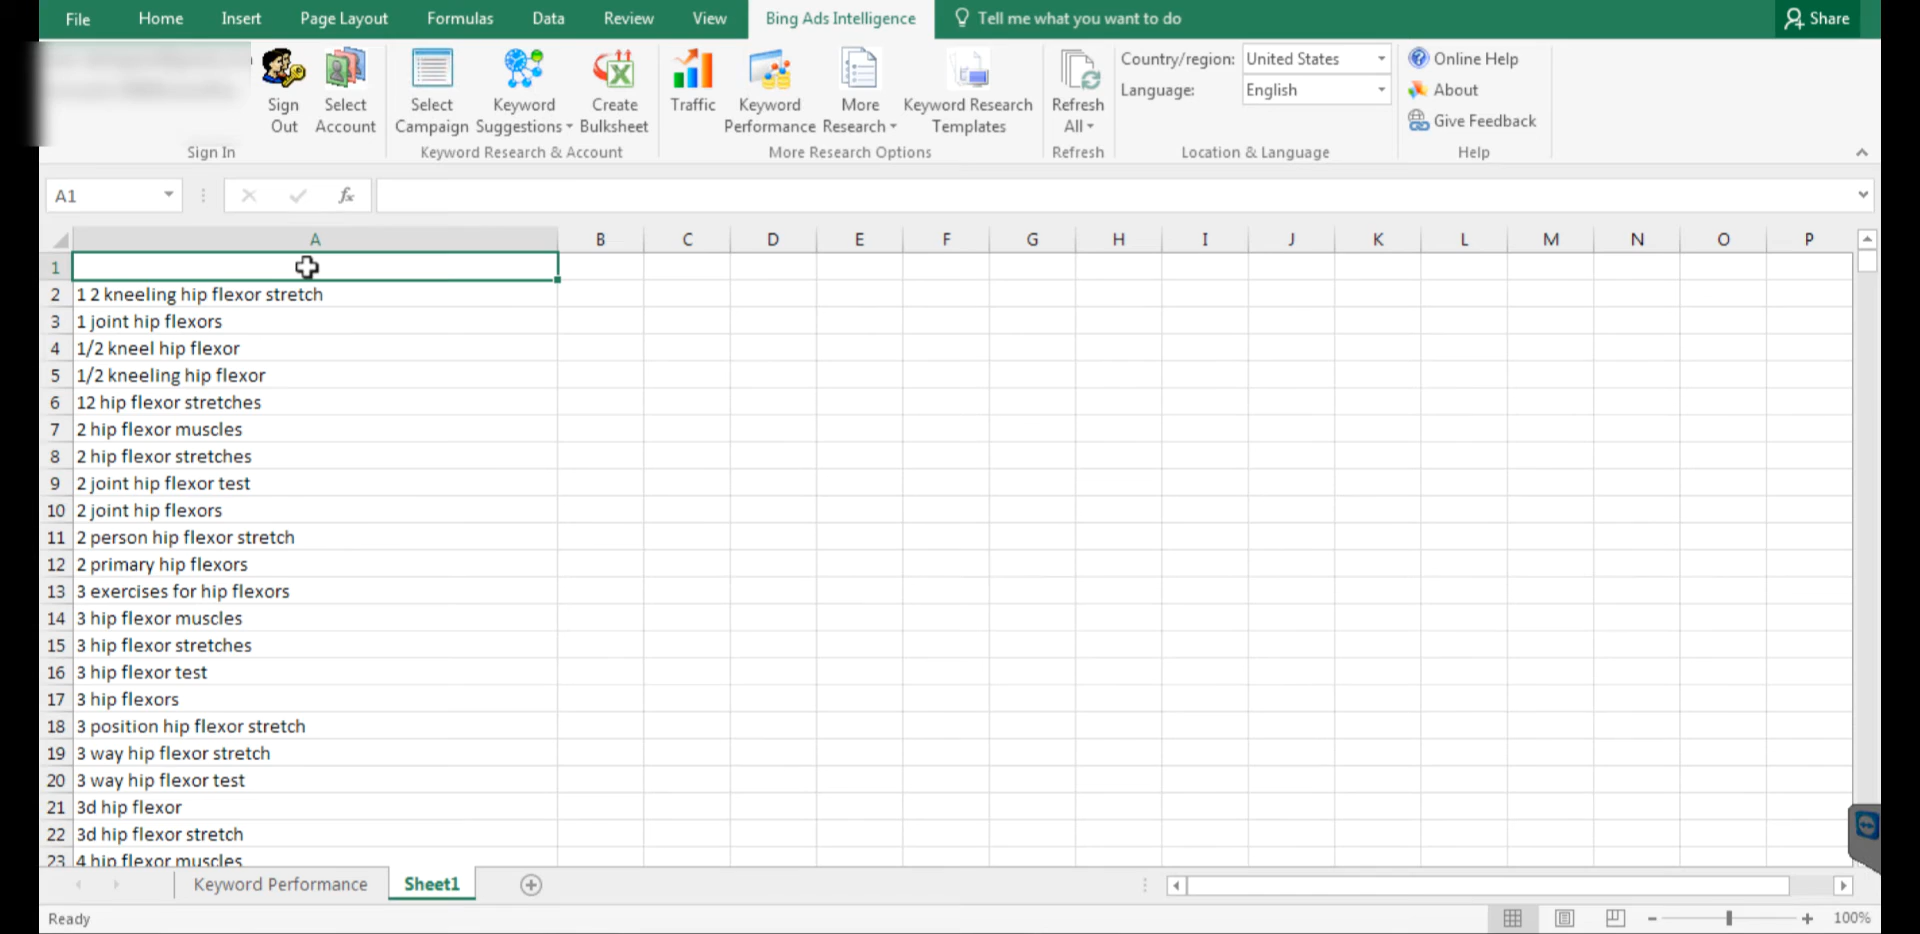 File Home Insert Page Layout Formulas Data Review View Bing Ads Intelligence Tell me what you want to do Share
Sign Out
Select Account
Sign In
Select Campaign
Keyword Suggestions
Create Bulksheet
Keyword Research & Account
Traffic
Keyword Performance
More Research
Keyword Research Templates
More Research Options
Refresh All
Refresh
Country/region: United States
Language: English
Location & Language
Online Help
About
Give Feedback
Help
A1 fx
A B C D E F G H I J K L M N O P
1
2 1 2 kneeling hip flexor stretch
3 1 joint hip flexors
4 1/2 kneel hip flexor
5 1/2 kneeling hip flexor
6 12 hip flexor stretches
7 2 hip flexor muscles
8 2 hip flexor stretches
9 2 joint hip flexor test
10 2 joint hip flexors
11 2 person hip flexor stretch
12 2 primary hip flexors
13 3 exercises for hip flexors
14 3 hip flexor muscles
15 3 hip flexor stretches
16 3 hip flexor test
17 3 hip flexors
18 3 position hip flexor stretch
19 3 way hip flexor stretch
20 3 way hip flexor test
21 3d hip flexor
22 3d hip flexor stretch
23 4 hip flexor muscles
Keyword Performance Sheet1
Ready 100%